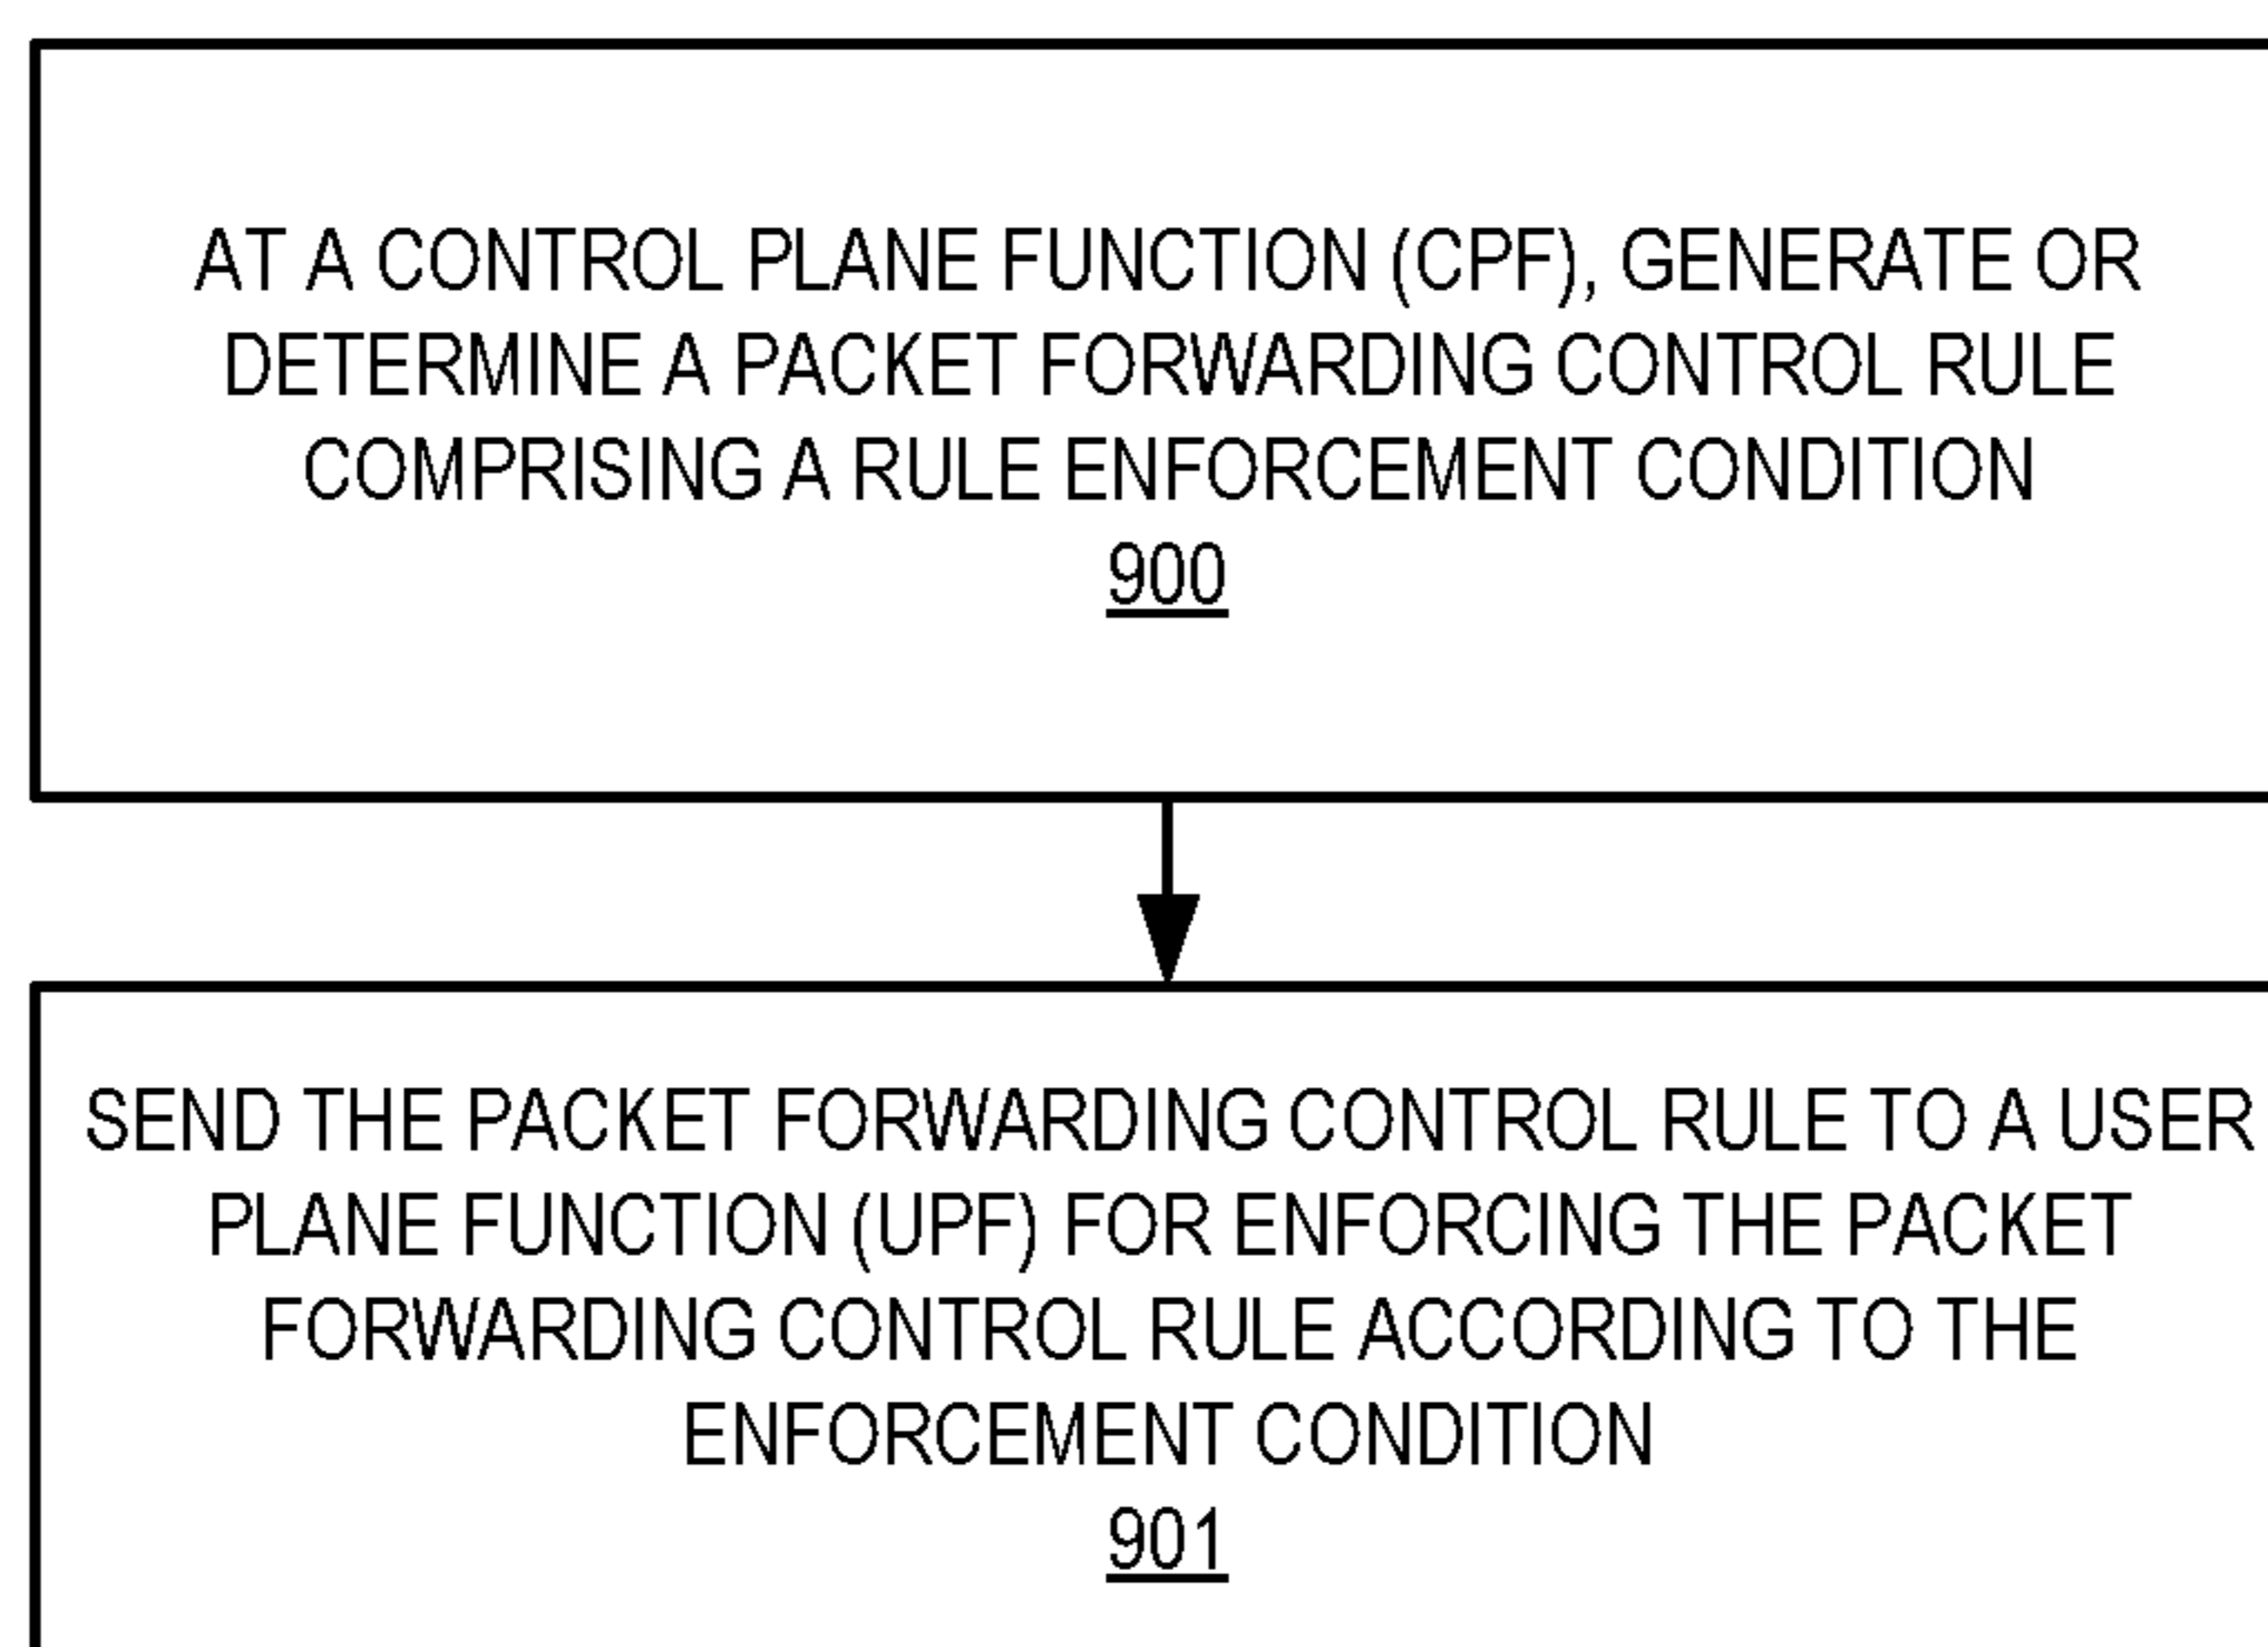 AT A CONTROL PLANE FUNCTION (CPF), GENERATE OR
DETERMINE A PACKET FORWARDING CONTROL RULE
COMPRISING A RULE ENFORCEMENT CONDITION
900
SEND THE PACKET FORWARDING CONTROL RULE TO A USER
PLANE FUNCTION (UPF) FOR ENFORCING THE PACKET
FORWARDING CONTROL RULE ACCORDING TO THE
ENFORCEMENT CONDITION
901